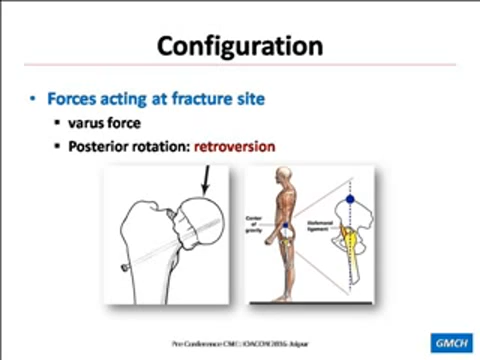 Configuration
• Forces acting at fracture site
▪ varus force
▪ Posterior rotation: retroversion
Center
of
gravity
Iliofemoral
ligament
Pre Conference CME: IOACON 2016 Jaipur
GMCH